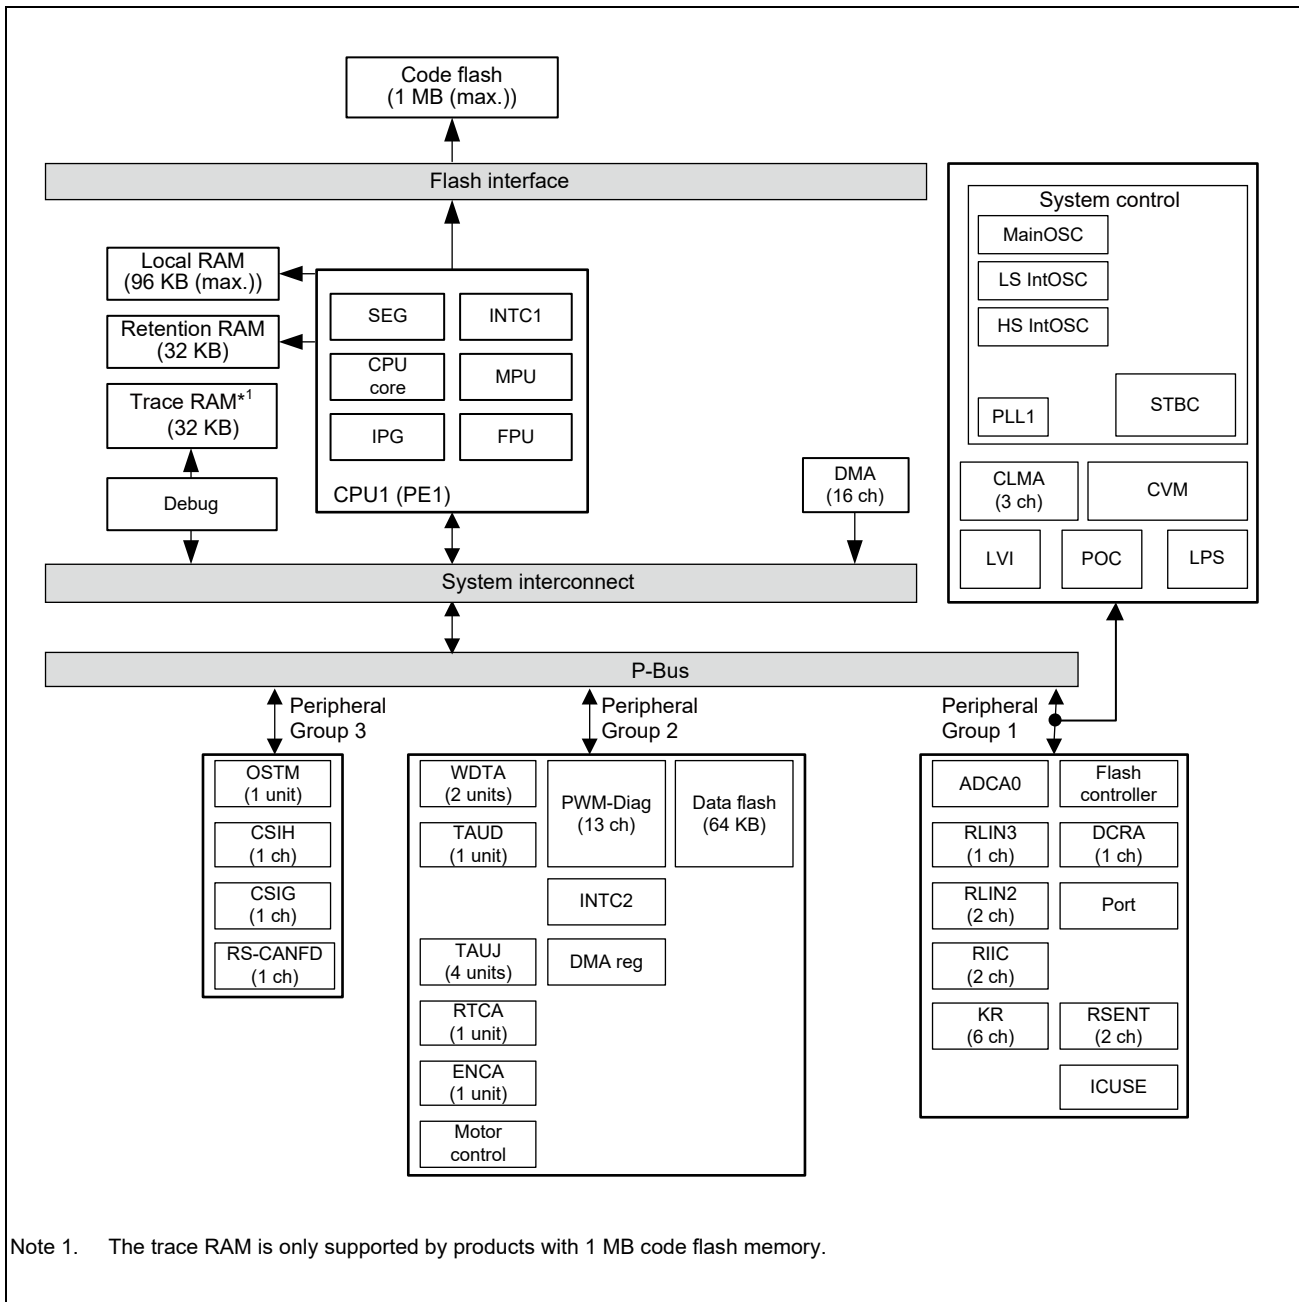 Code flash
(1 MB (max.))
Flash interface
Local RAM
(96 KB (max.))
Retention RAM
(32 KB)
Trace RAM*1
(32 KB)
Debug
SEG
INTC1
CPU
core
MPU
IPG
FPU
CPU1 (PE1)
DMA
(16 ch)
System control
MainOSC
LS IntOSC
HS IntOSC
PLL1
STBC
CLMA
(3 ch)
CVM
LVI
POC
LPS
System interconnect
P-Bus
Peripheral
Group 3
OSTM
(1 unit)
CSIH
(1 ch)
CSIG
(1 ch)
RS-CANFD
(1 ch)
Peripheral
Group 2
WDTA
(2 units)
TAUD
(1 unit)
TAUJ
(4 units)
RTCA
(1 unit)
ENCA
(1 unit)
Motor
control
PWM-Diag
(13 ch)
INTC2
DMA reg
Data flash
(64 KB)
Peripheral
Group 1
ADCA0
RLIN3
(1 ch)
RLIN2
(2 ch)
RIIC
(2 ch)
KR
(6 ch)
Flash
controller
DCRA
(1 ch)
Port
RSENT
(2 ch)
ICUSE
Note 1. The trace RAM is only supported by products with 1 MB code flash memory.